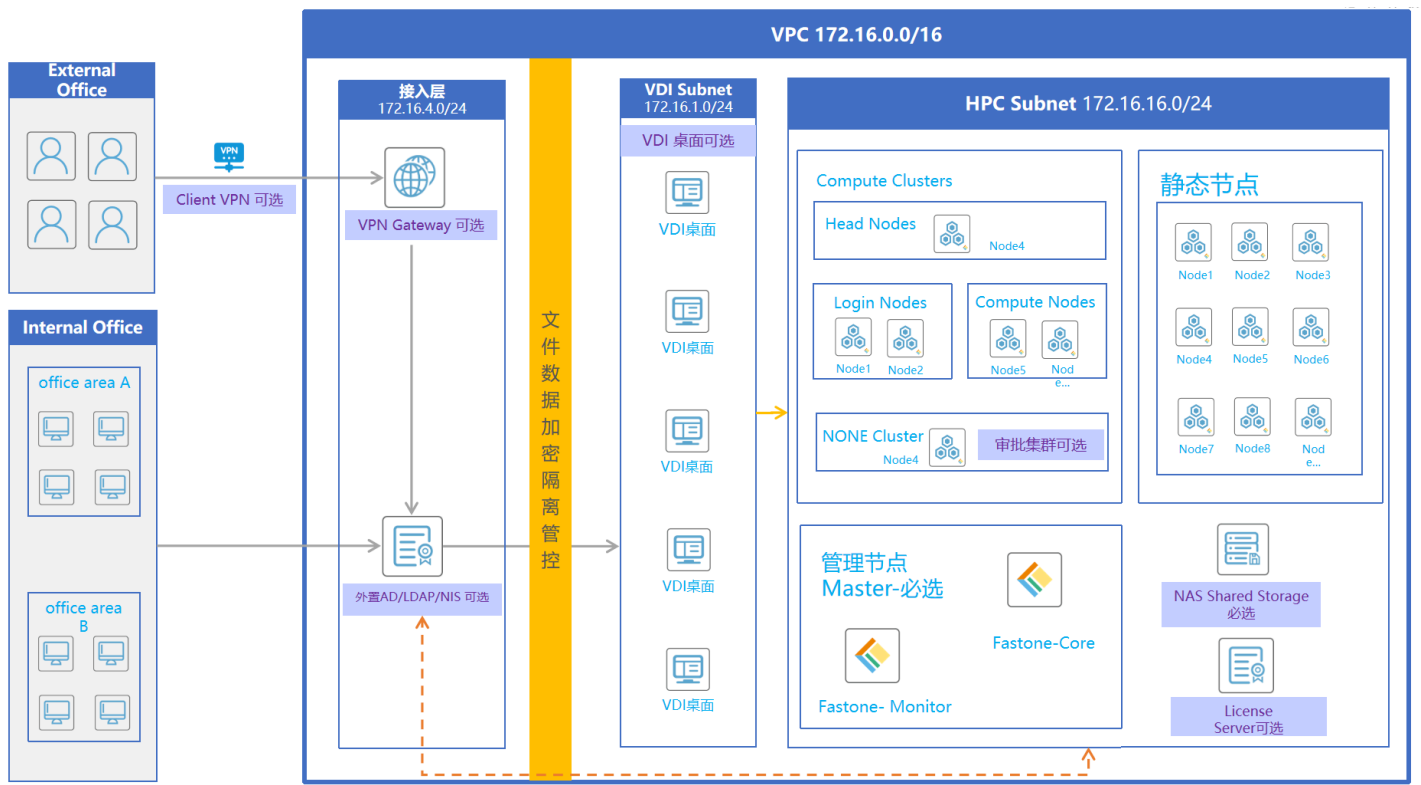 VPC 172.16.0.0/16
External
Office
VPN
Client VPN 可选
Internal Office
office area A
office area
B
接入层
172.16.4.0/24
VPN Gateway 可选
外置AD/LDAP/NIS 可选
文
件
数
据
加
密
隔
离
管
控
VDI Subnet
172.16.1.0/24
VDI 桌面可选
VDI桌面
VDI桌面
VDI桌面
VDI桌面
VDI桌面
HPC Subnet 172.16.16.0/24
Compute Clusters
Head Nodes
Node4
Login Nodes
Node1
Node2
Compute Nodes
Node5
Nod
e...
NONE Cluster
Node4
审批集群可选
静态节点
Node1
Node2
Node3
Node4
Node5
Node6
Node7
Node8
Nod
e...
管理节点
Master-必选
Fastone-Core
Fastone- Monitor
NAS Shared Storage
必选
License
Server可选